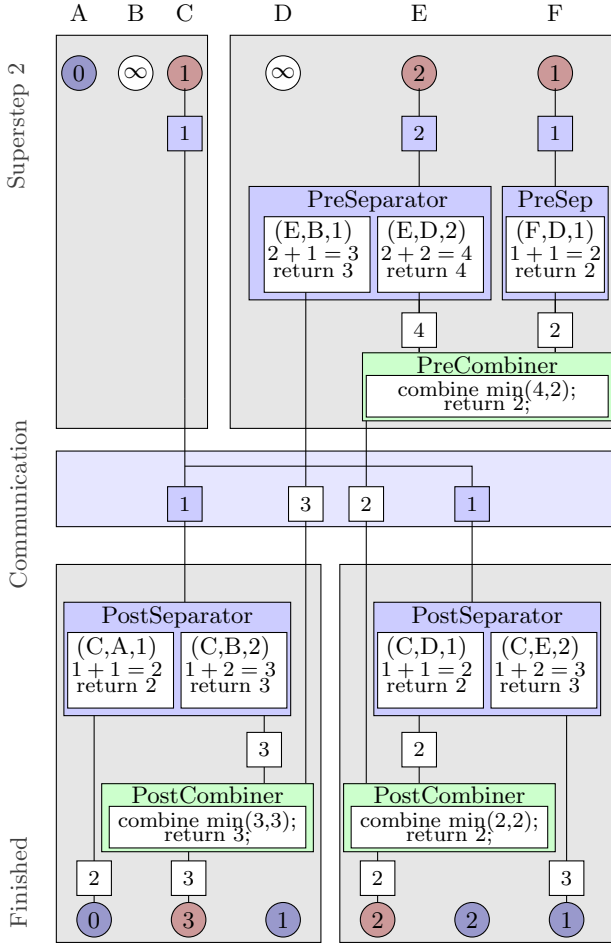 A B C D E F
Superstep 2
0 ∞ 1 ∞ 2 1
1 2 1
PreSeparator PreSep
(E,B,1) (E,D,2) (F,D,1)
2 + 1 = 3 2 + 2 = 4 1 + 1 = 2
return 3 return 4 return 2
4 2
PreCombiner
combine min(4,2);
return 2;
Communication
1 3 2 1
PostSeparator PostSeparator
(C,A,1) (C,B,2) (C,D,1) (C,E,2)
1 + 1 = 2 1 + 2 = 3 1 + 1 = 2 1 + 2 = 3
return 2 return 3 return 2 return 3
3 2
PostCombiner PostCombiner
combine min(3,3); combine min(2,2);
return 3; return 2;
Finished
2 3 2 3
0 3 1 2 2 1